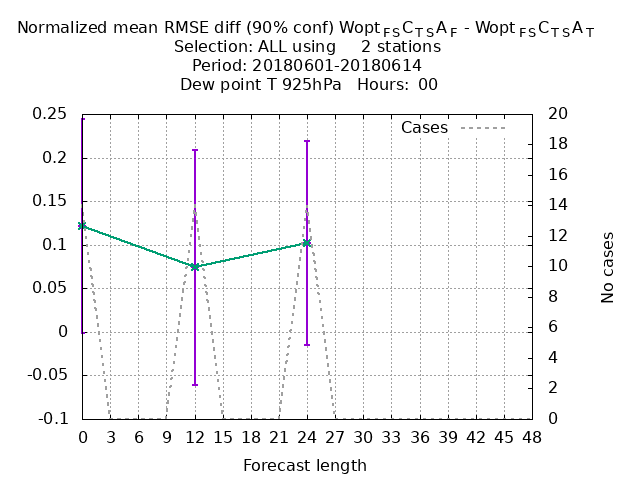 Normalized mean RMSE diff (90% conf) Wopt FS C T S A F - Wopt FS C T S A T
Selection: ALL using 2 stations
Period: 20180601-20180614
Dew point T 925hPa Hours: 00
Cases
0.25
0.2
0.15
0.1
0.05
0
-0.05
-0.1
20
18
16
14
12
10
8
6
4
2
0
No cases
0 3 6 9 12 15 18 21 24 27 30 33 36 39 42 45 48
Forecast length